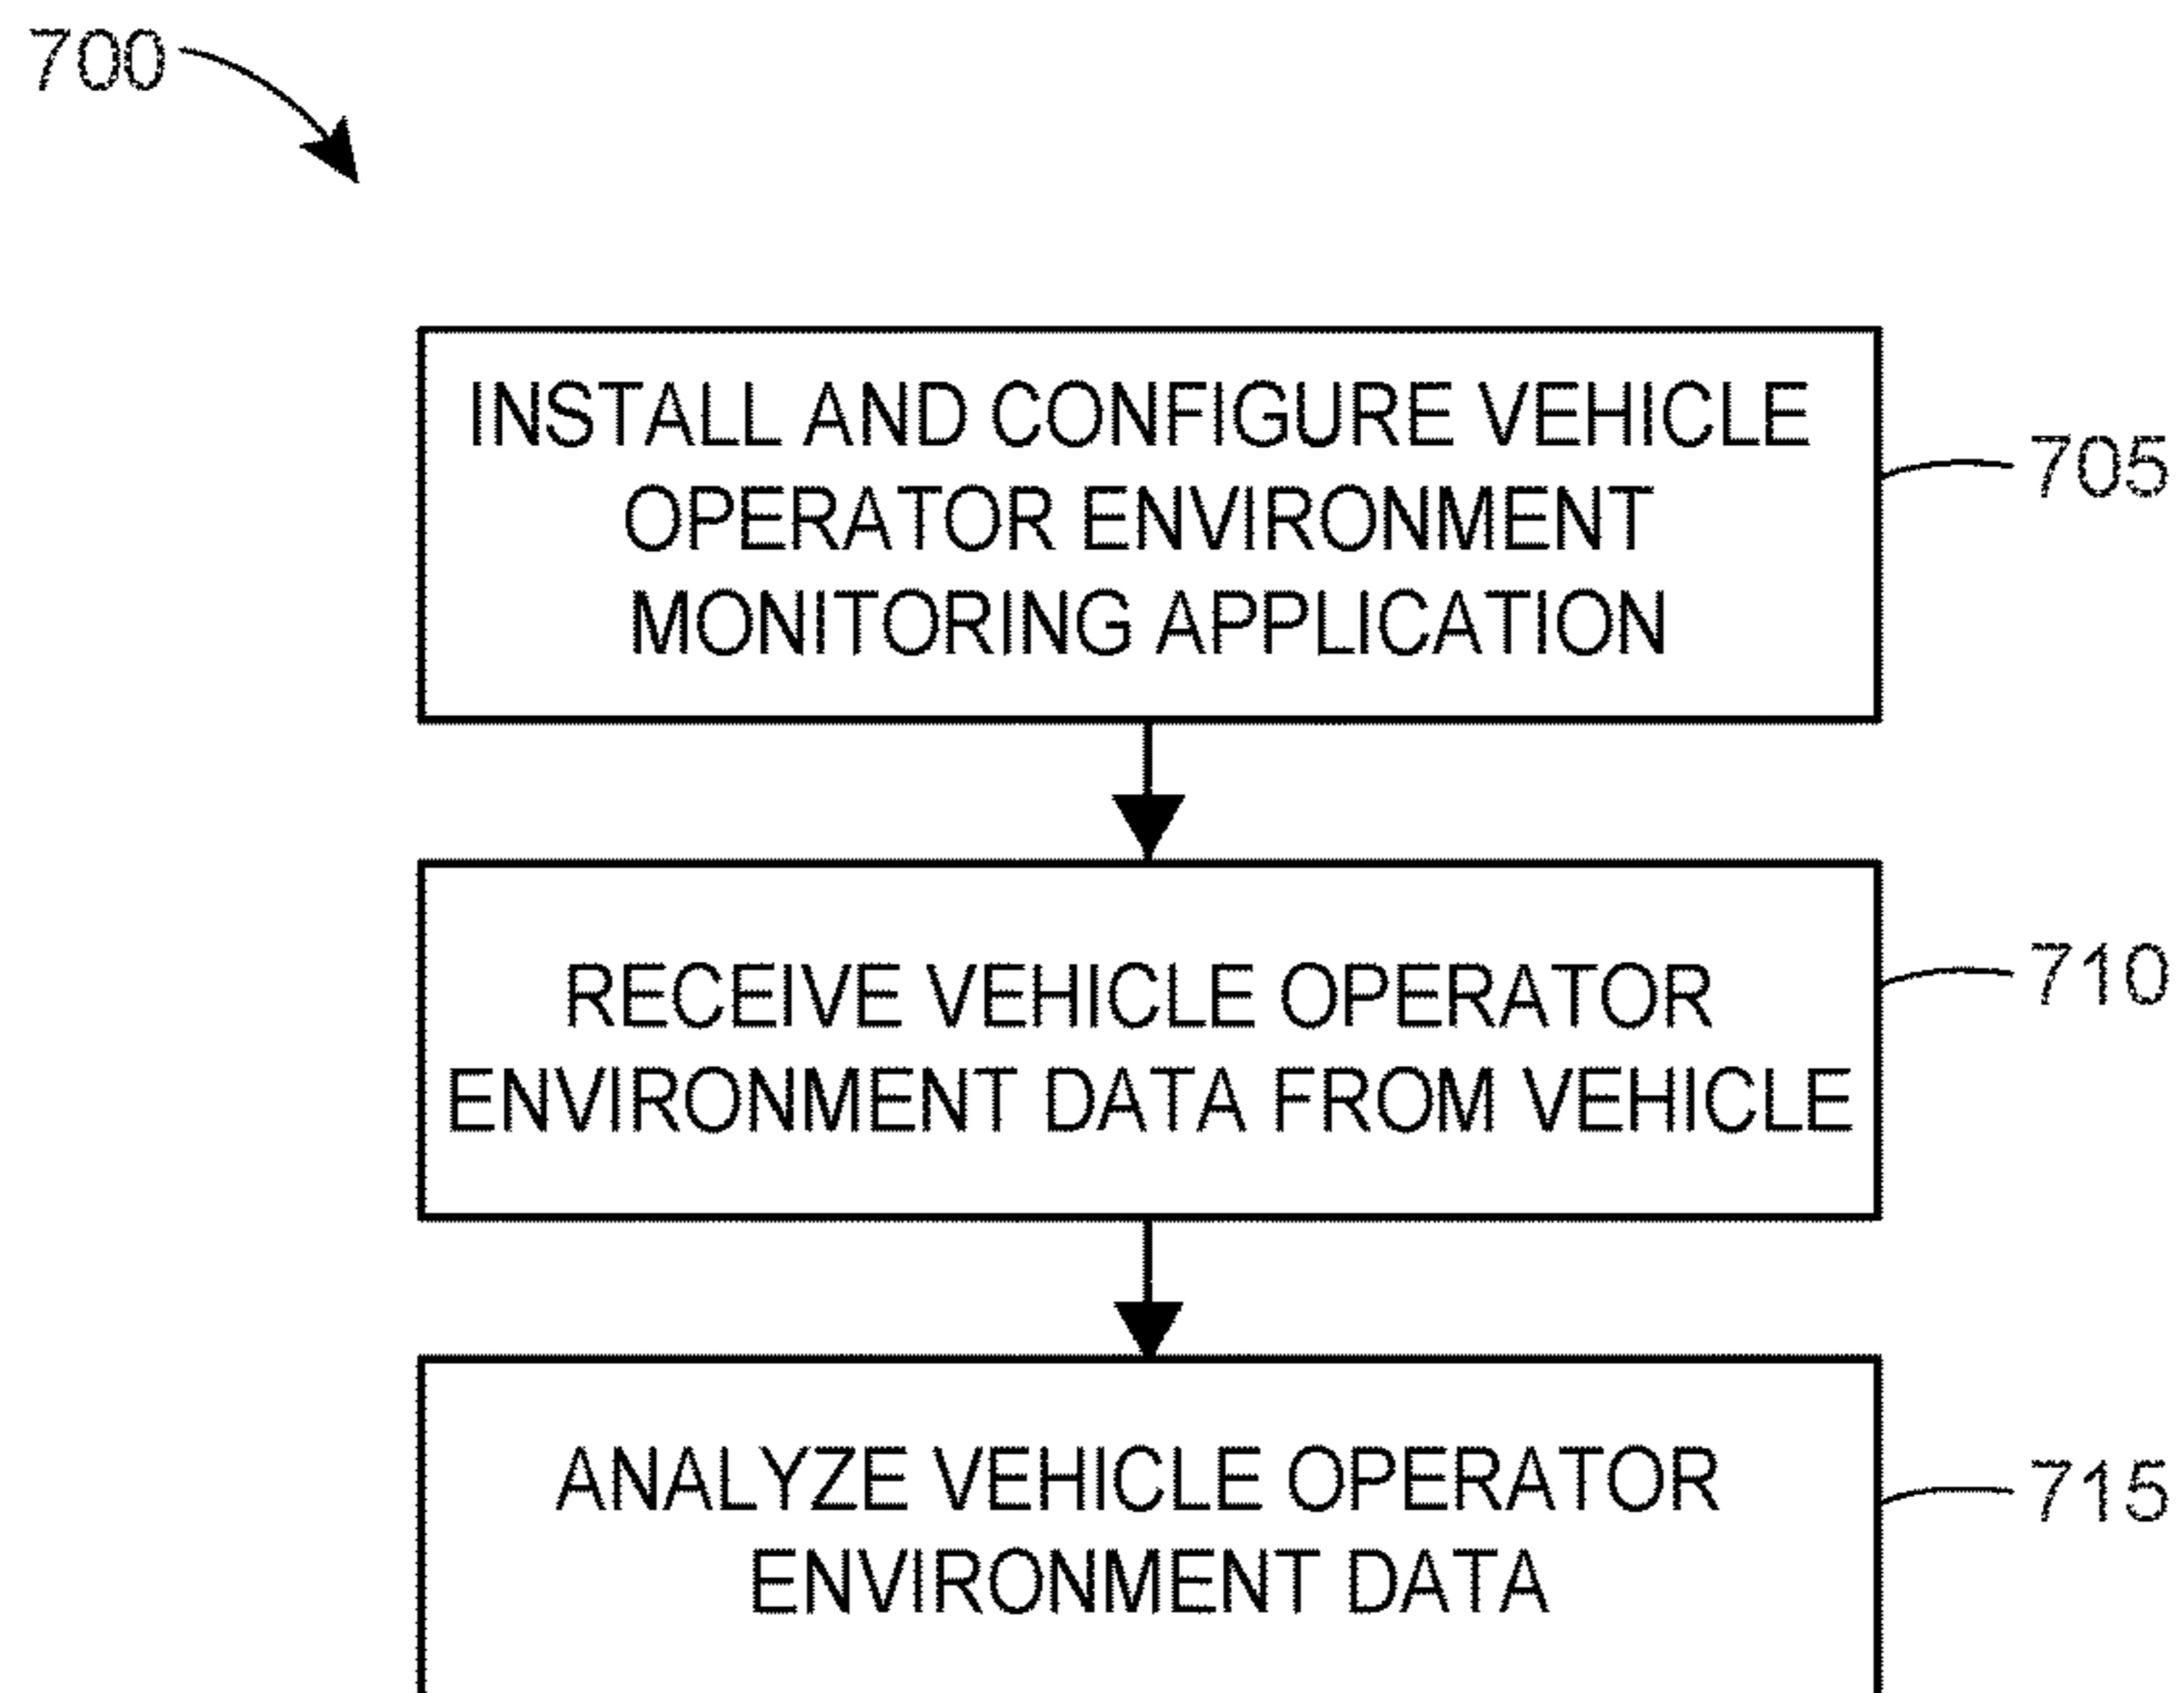 700
INSTALL AND CONFIGURE VEHICLE
OPERATOR ENVIRONMENT
MONITORING APPLICATION
705
RECEIVE VEHICLE OPERATOR
ENVIRONMENT DATA FROM VEHICLE
710
ANALYZE VEHICLE OPERATOR
ENVIRONMENT DATA
715